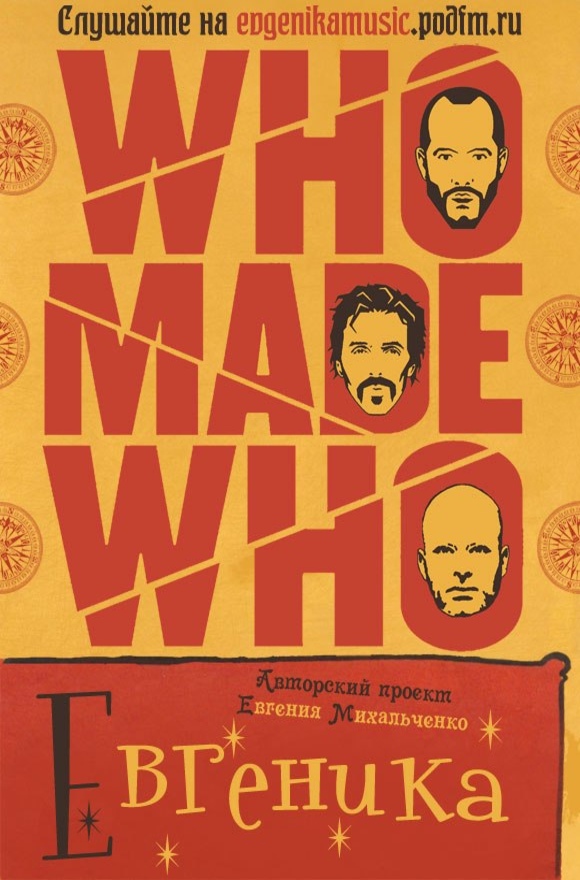 Слушайте на evgenikamusic.podfm.ru
WHO
MADE
WHO
Авторский проект
Евгения Михальченко
Е
Евгеника